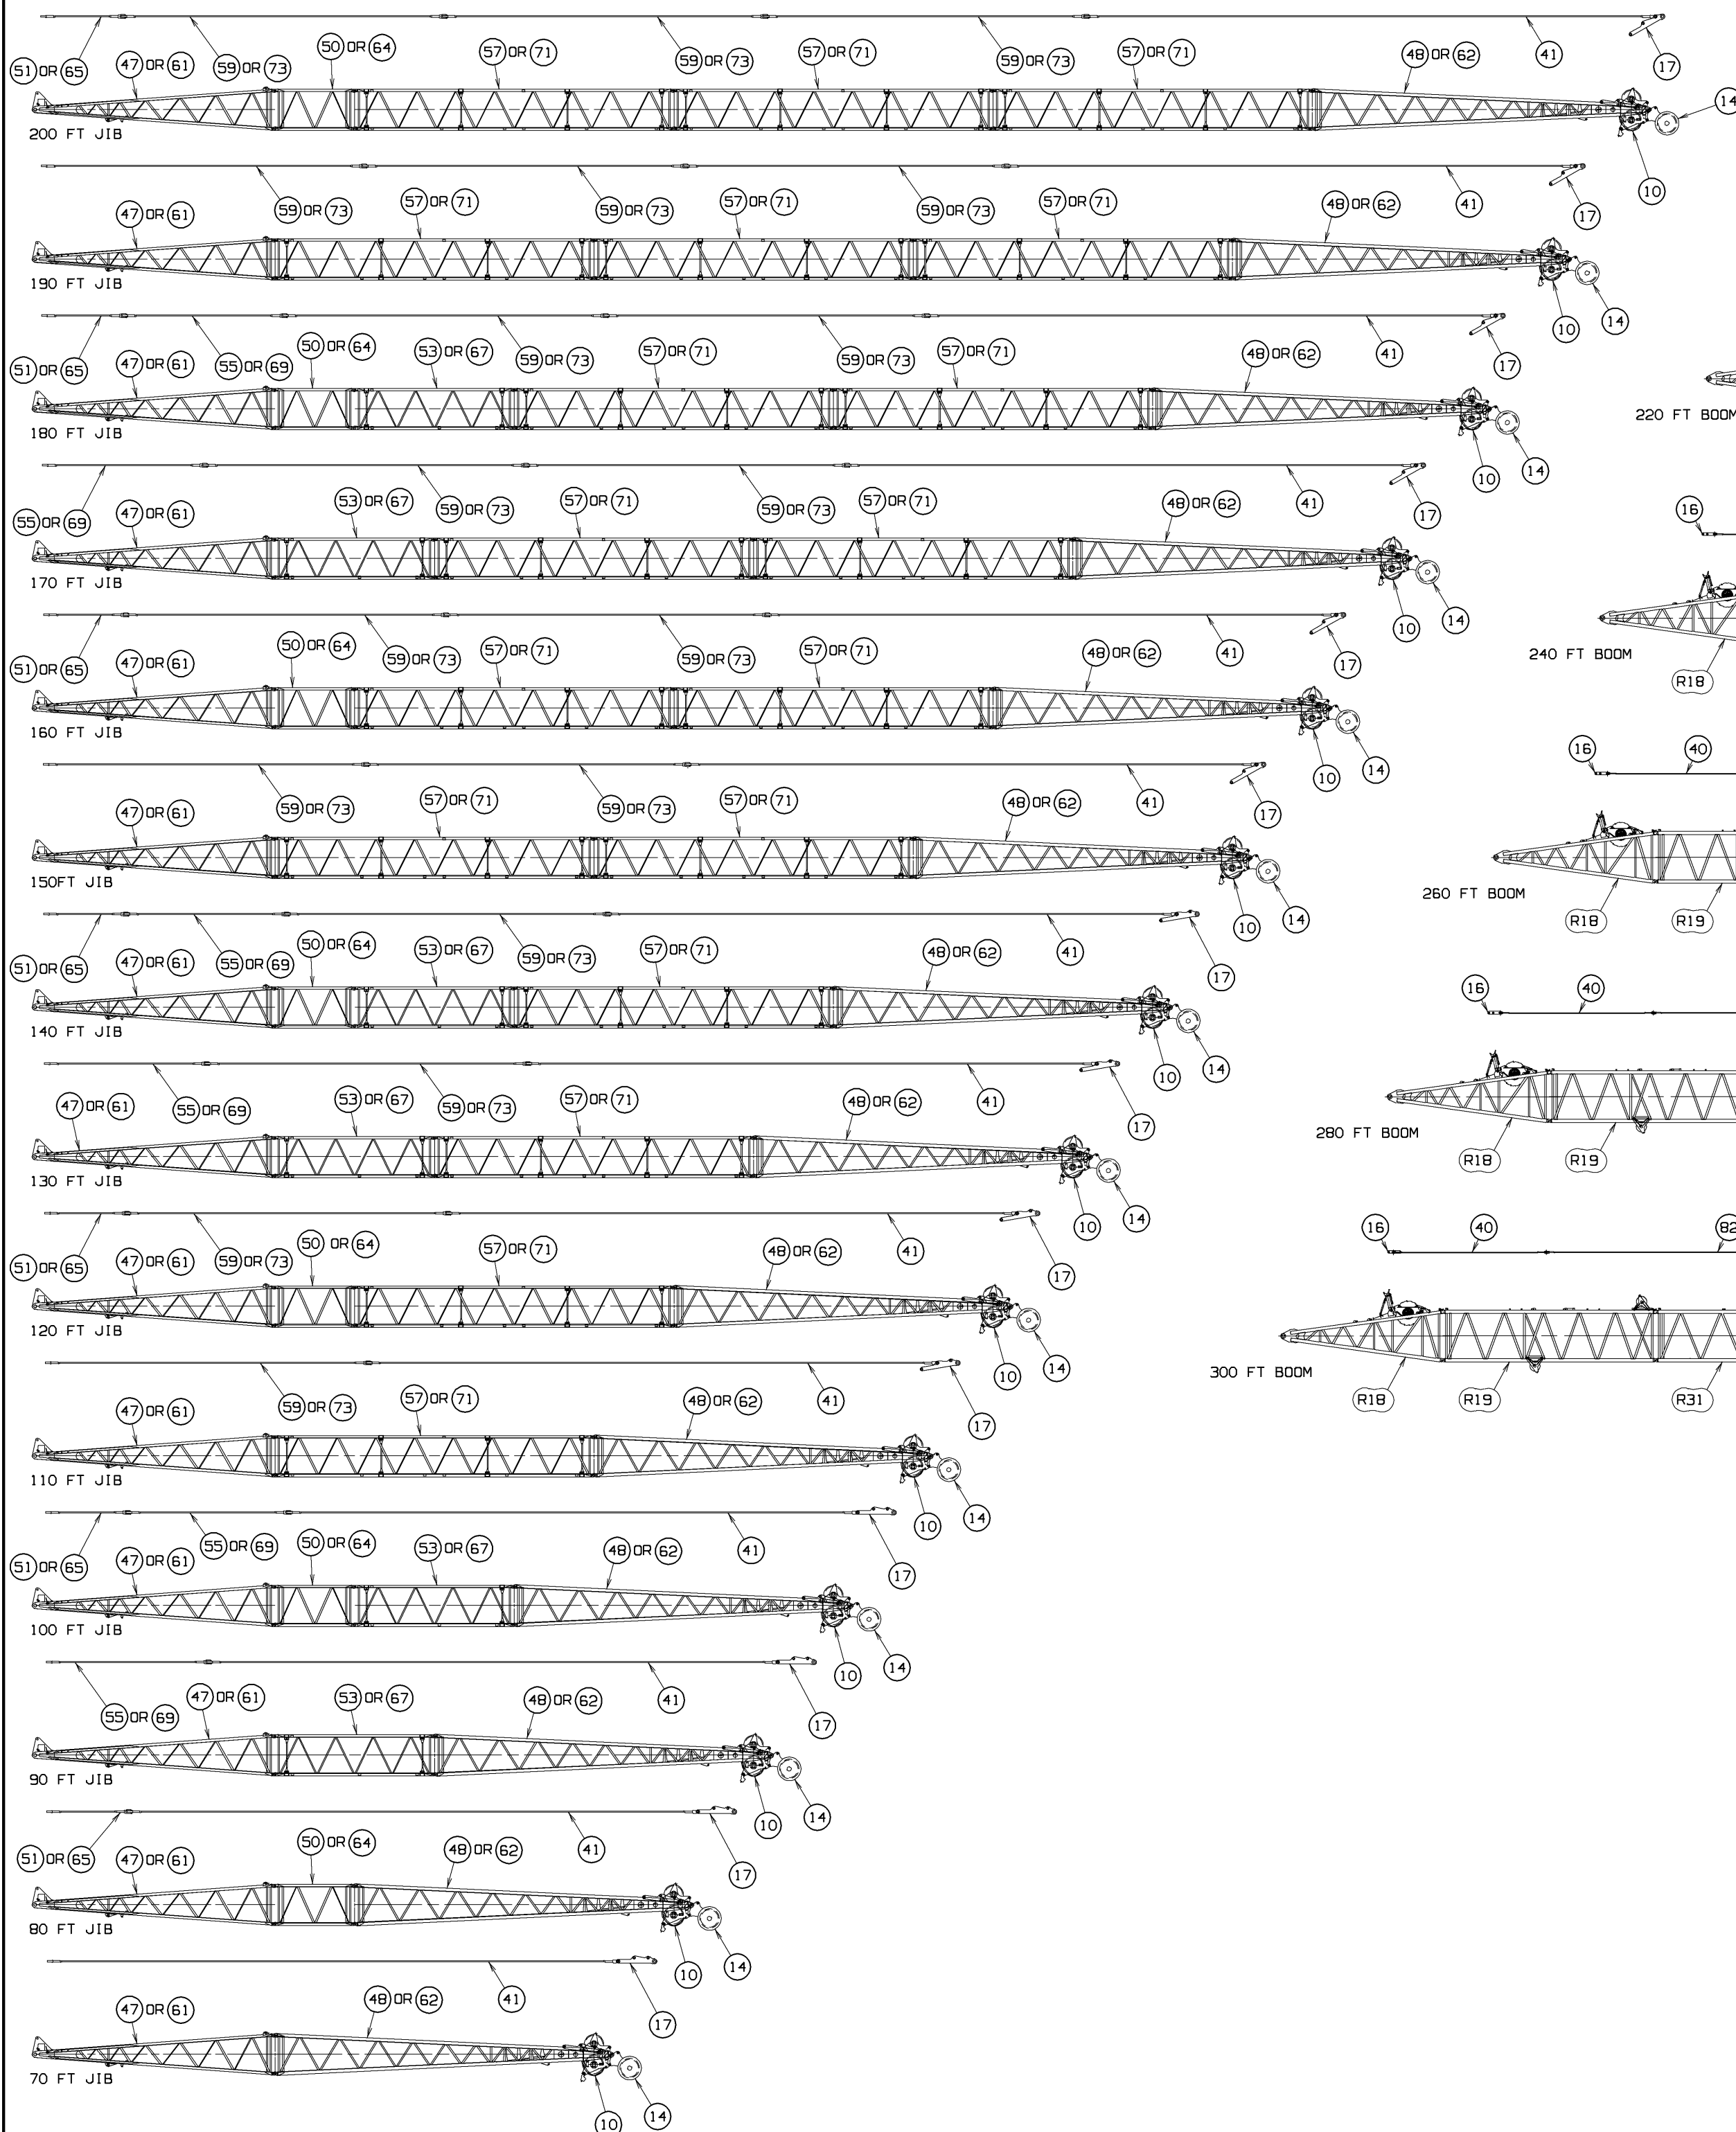 51 OR 65 47 OR 61 59 OR 73 50 OR 64 57 OR 71 59 OR 73 57 OR 71 59 OR 73 57 OR 71 48 OR 62 41 17 14
200 FT JIB
10
47 OR 61 59 OR 73 57 OR 71 59 OR 73 57 OR 71 59 OR 73 57 OR 71 48 OR 62 41 17
190 FT JIB
10 14
51 OR 65 47 OR 61 55 OR 69 50 OR 64 53 OR 67 59 OR 73 57 OR 71 59 OR 73 57 OR 71 48 OR 62 41 17
180 FT JIB
10 14
220 FT BOOM
55 OR 69 47 OR 61 53 OR 67 59 OR 73 57 OR 71 59 OR 73 57 OR 71 48 OR 62 41 17
170 FT JIB
10 14
16
240 FT BOOM
R18
51 OR 65 47 OR 61 50 OR 64 59 OR 73 57 OR 71 59 OR 73 57 OR 71 48 OR 62 41 17
160 FT JIB
10 14
16 40
47 OR 61 59 OR 73 57 OR 71 59 OR 73 57 OR 71 48 OR 62 41 17
150FT JIB
10 14
260 FT BOOM
R18 R19
51 OR 65 47 OR 61 55 OR 69 50 OR 64 53 OR 67 59 OR 73 57 OR 71 48 OR 62 41 17
140 FT JIB
10 14
16 40
47 OR 61 55 OR 69 53 OR 67 59 OR 73 57 OR 71 48 OR 62 41 17
130 FT JIB
10 14
280 FT BOOM
R18 R19
51 OR 65 47 OR 61 59 OR 73 50 OR 64 57 OR 71 48 OR 62 41 17
120 FT JIB
10 14
16 40 82
300 FT BOOM
R18 R19 R31
47 OR 61 59 OR 73 57 OR 71 48 OR 62 41 17
110 FT JIB
10 14
51 OR 65 47 OR 61 55 OR 69 50 OR 64 53 OR 67 48 OR 62 41 17
100 FT JIB
10 14
55 OR 69 47 OR 61 53 OR 67 48 OR 62 41 17
90 FT JIB
10 14
51 OR 65 47 OR 61 50 OR 64 48 OR 62 41 17
80 FT JIB
10 14
47 OR 61 48 OR 62 41 17
70 FT JIB
10 14